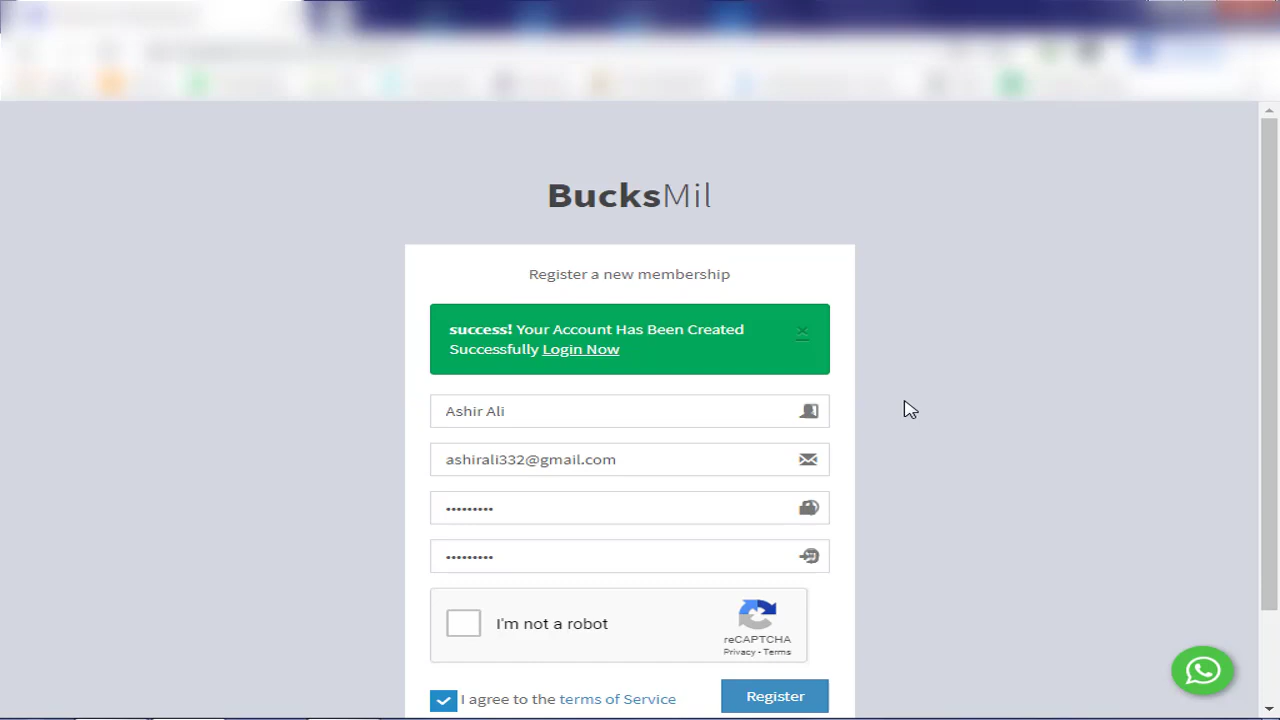 BucksMil
Register a new membership
success! Your Account Has Been Created
Successfully Login Now
×
Ashir Ali
ashirali332@gmail.com
•••••••••
•••••••••
I'm not a robot
reCAPTCHA
Privacy • Terms
I agree to the terms of Service
Register